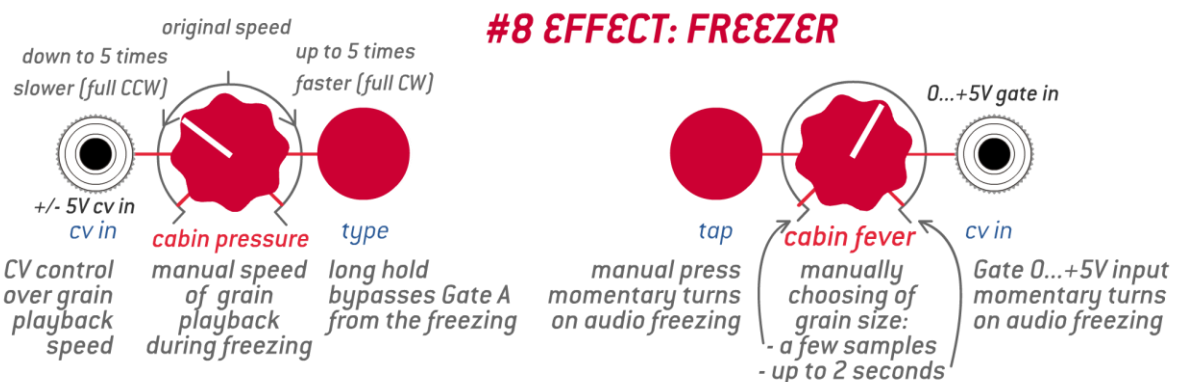 #8 EFFECT: FREEZER
original speed
down to 5 times
slower (full CCW)
up to 5 times
faster (full CW)
+/- 5V cv in
cv in
cabin pressure
type
CV control
over grain
playback
speed
manual speed
of grain
playback
during freezing
long hold
bypasses Gate A
from the freezing
0...+5V gate in
tap
cabin fever
cv in
manual press
momentary turns
on audio freezing
manually
choosing of
grain size:
- a few samples
- up to 2 seconds
Gate 0...+5V input
momentary turns
on audio freezing